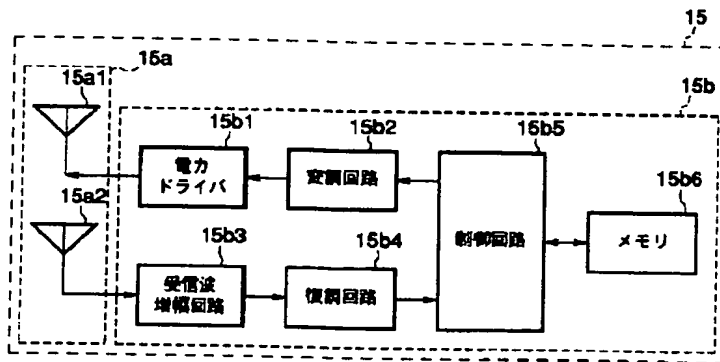 15
15a
15a1
15b
15b1
15b2
15b5
電力
ドライバ
変調回路
15b6
15a2
制御回路
メモリ
15b3
15b4
受信波
増幅回路
復調回路